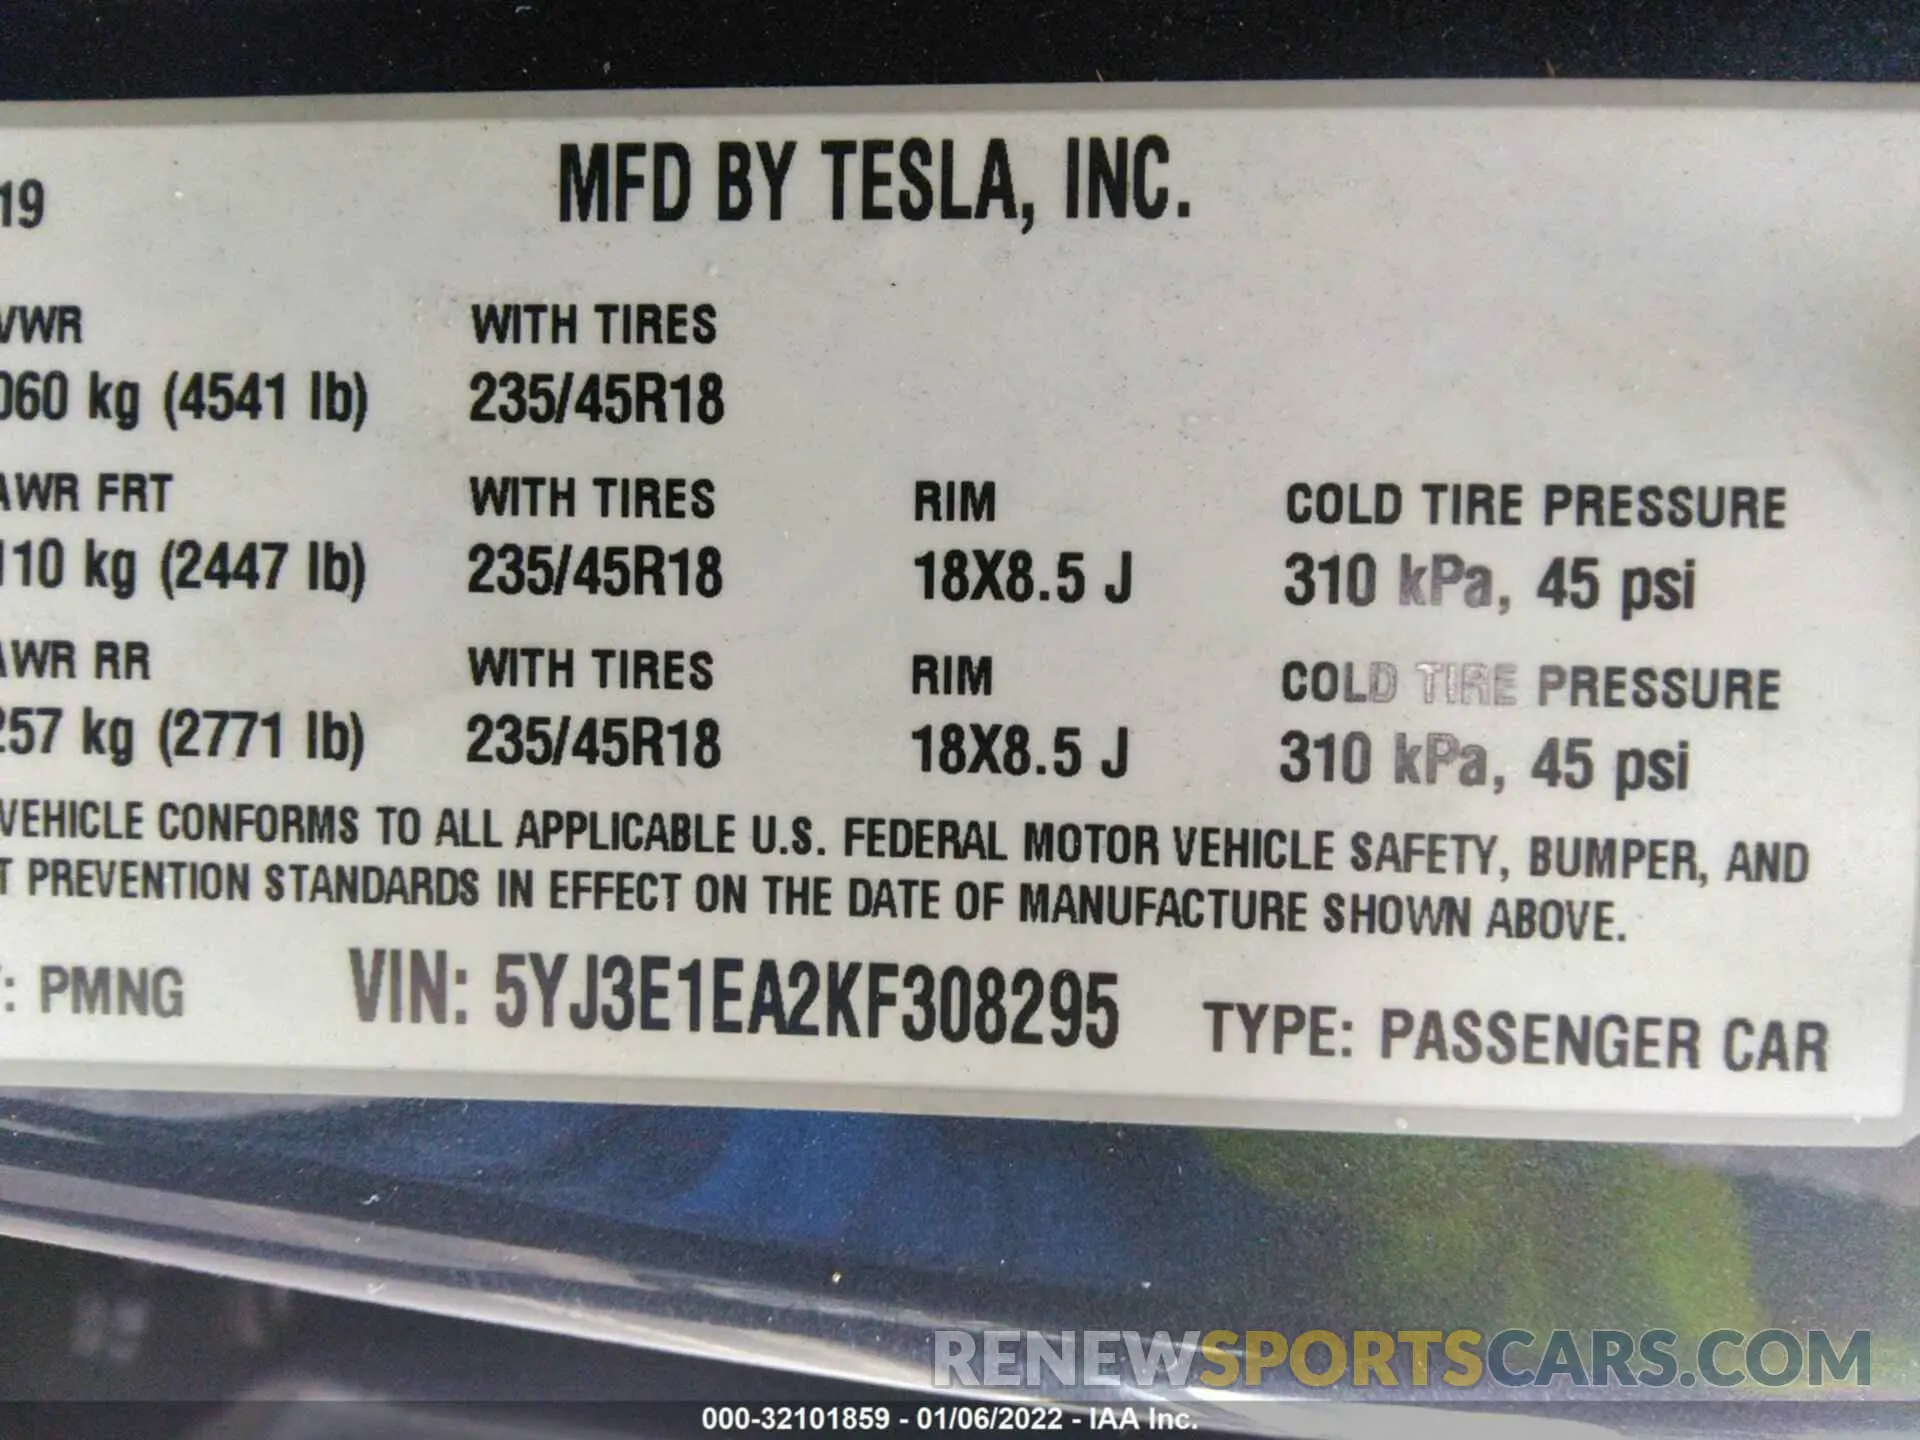 19 MFD BY TESLA, INC.
VWR WITH TIRES
060 kg (4541 lb) 235/45R18
AWR FRT WITH TIRES RIM COLD TIRE PRESSURE
110 kg (2447 lb) 235/45R18 18X8.5 J 310 kPa, 45 psi
AWR RR WITH TIRES RIM COLD TIRE PRESSURE
257 kg (2771 lb) 235/45R18 18X8.5 J 310 kPa, 45 psi
VEHICLE CONFORMS TO ALL APPLICABLE U.S. FEDERAL MOTOR VEHICLE SAFETY, BUMPER, AND
T PREVENTION STANDARDS IN EFFECT ON THE DATE OF MANUFACTURE SHOWN ABOVE.
: PMNG VIN: 5YJ3E1EA2KF308295 TYPE: PASSENGER CAR
RENEWSPORTSCARS.COM
000-32101859 - 01/06/2022 - IAA Inc.